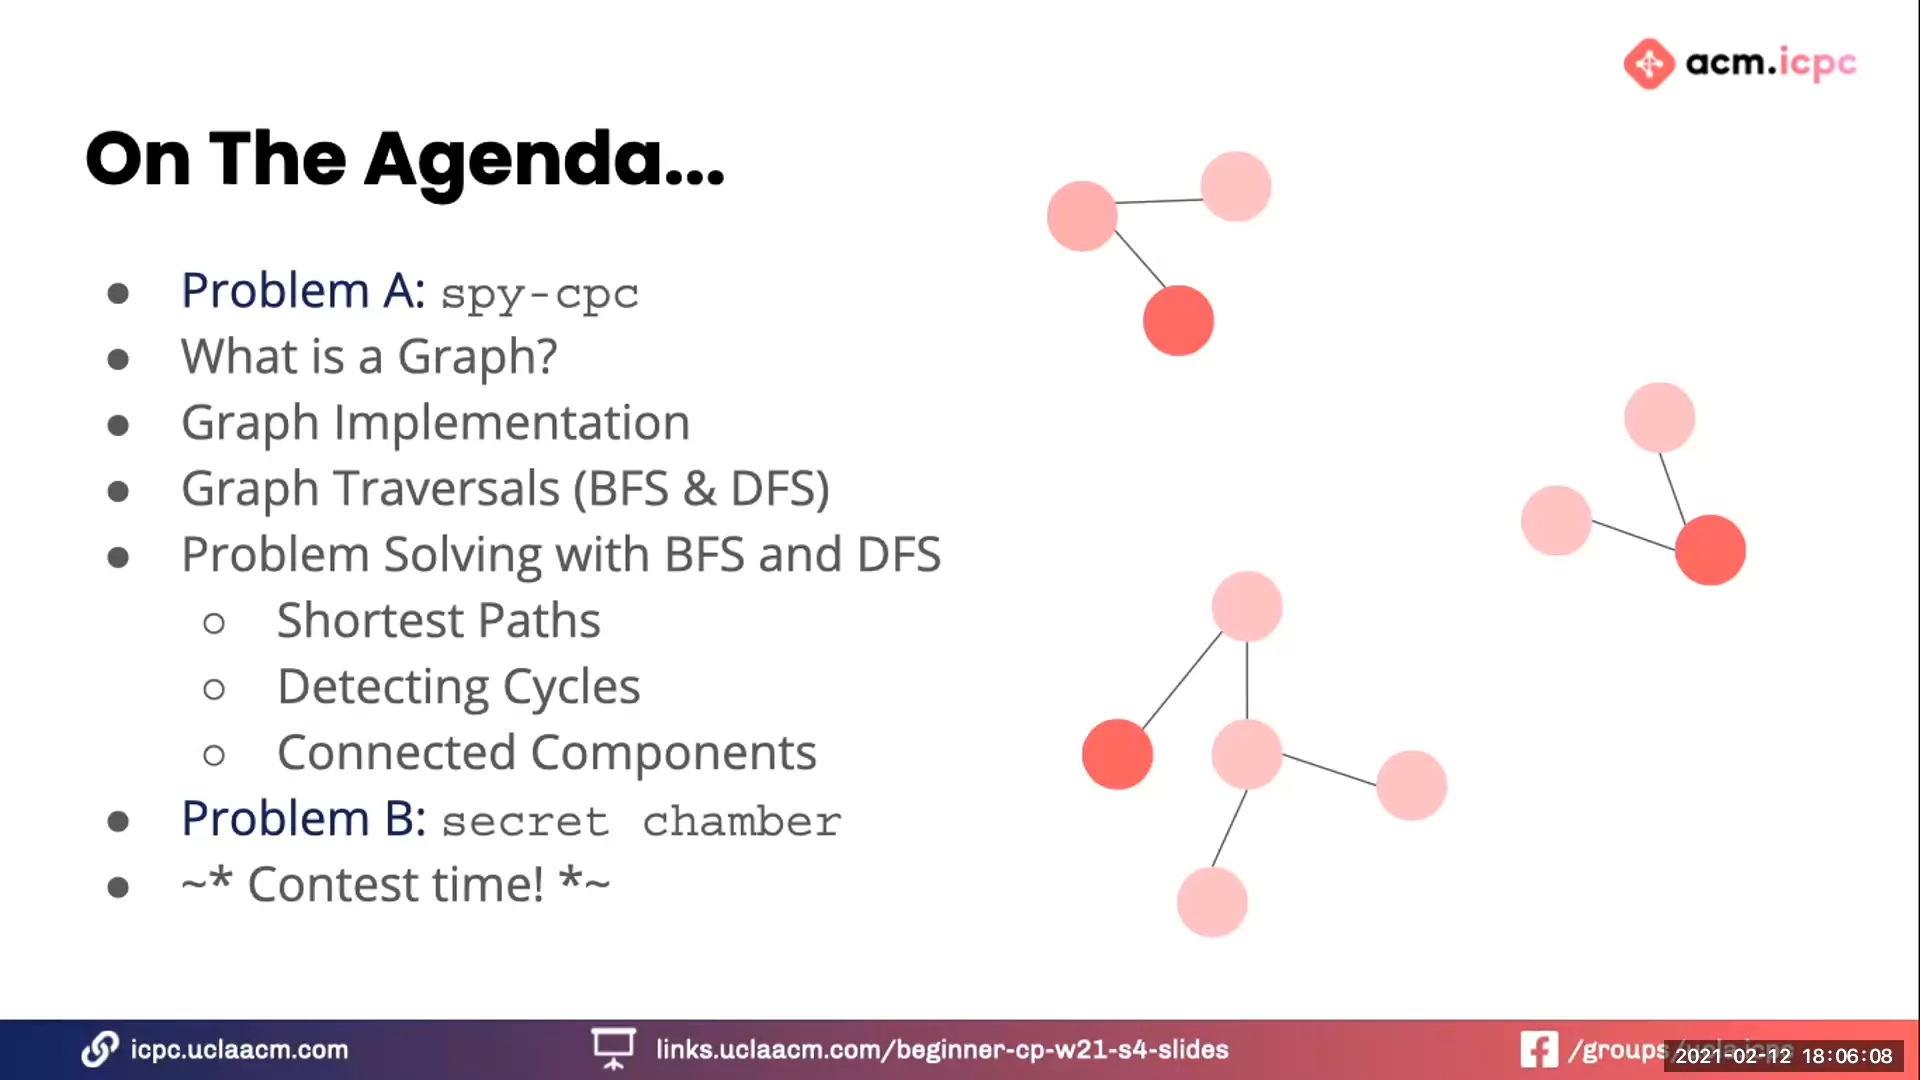 acm.icpc
On The Agenda...
● Problem A: spy-cpc
● What is a Graph?
● Graph Implementation
● Graph Traversals (BFS & DFS)
● Problem Solving with BFS and DFS
○ Shortest Paths
○ Detecting Cycles
○ Connected Components
● Problem B: secret chamber
● ~* Contest time! *~
icpc.uclaacm.com
links.uclaacm.com/beginner-cp-w21-s4-slides
/groups/ucla.icpc
2021-02-12 18:06:08